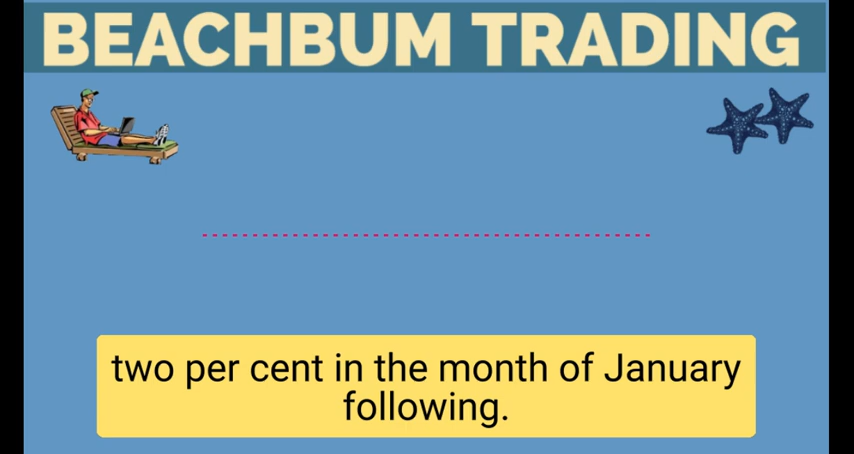 BEACHBUM TRADING
two per cent in the month of January
following.